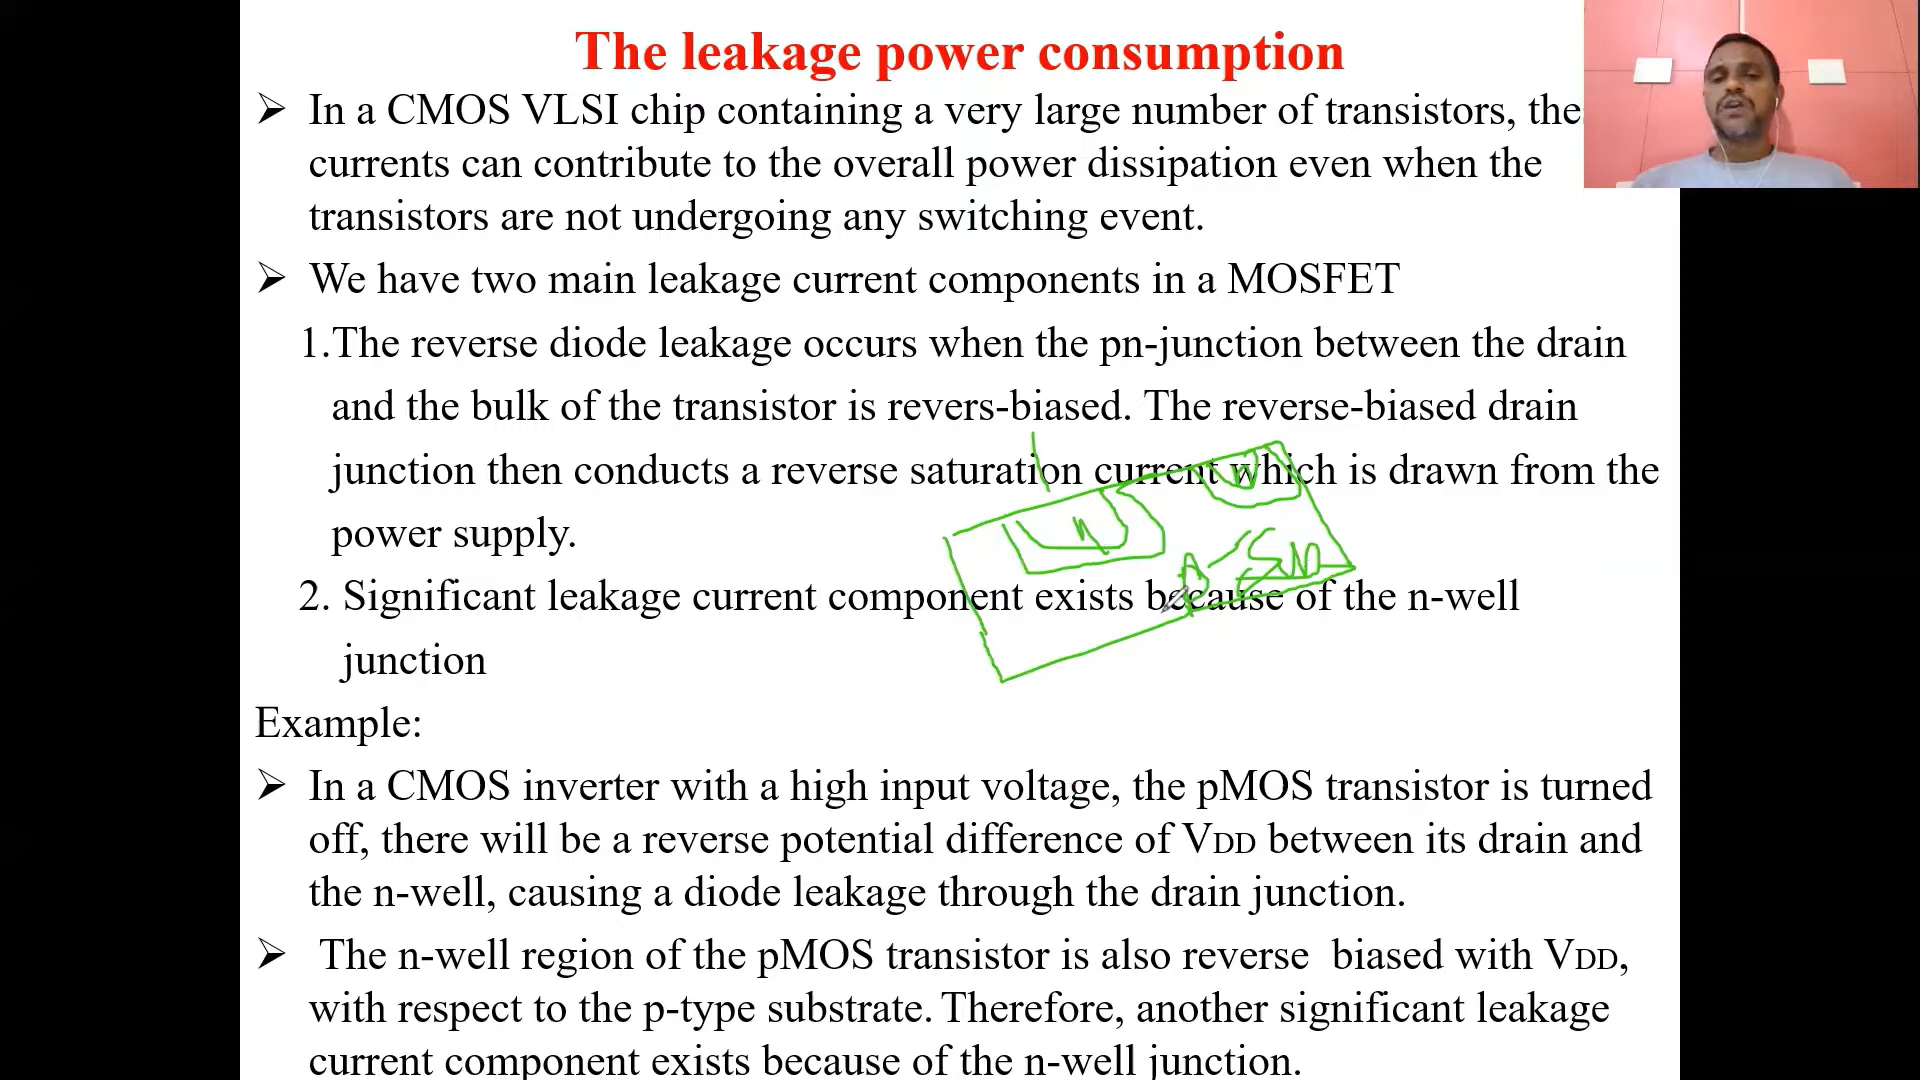 The leakage power consumption
➢ In a CMOS VLSI chip containing a very large number of transistors, the
currents can contribute to the overall power dissipation even when the
transistors are not undergoing any switching event.
➢ We have two main leakage current components in a MOSFET
1.The reverse diode leakage occurs when the pn-junction between the drain
and the bulk of the transistor is revers-biased. The reverse-biased drain
junction then conducts a reverse saturation current which is drawn from the
power supply.
n
n
2. Significant leakage current component exists because of the n-well
junction
Example:
➢ In a CMOS inverter with a high input voltage, the pMOS transistor is turned
off, there will be a reverse potential difference of VDD between its drain and
the n-well, causing a diode leakage through the drain junction.
➢ The n-well region of the pMOS transistor is also reverse biased with VDD,
with respect to the p-type substrate. Therefore, another significant leakage
current component exists because of the n-well junction.